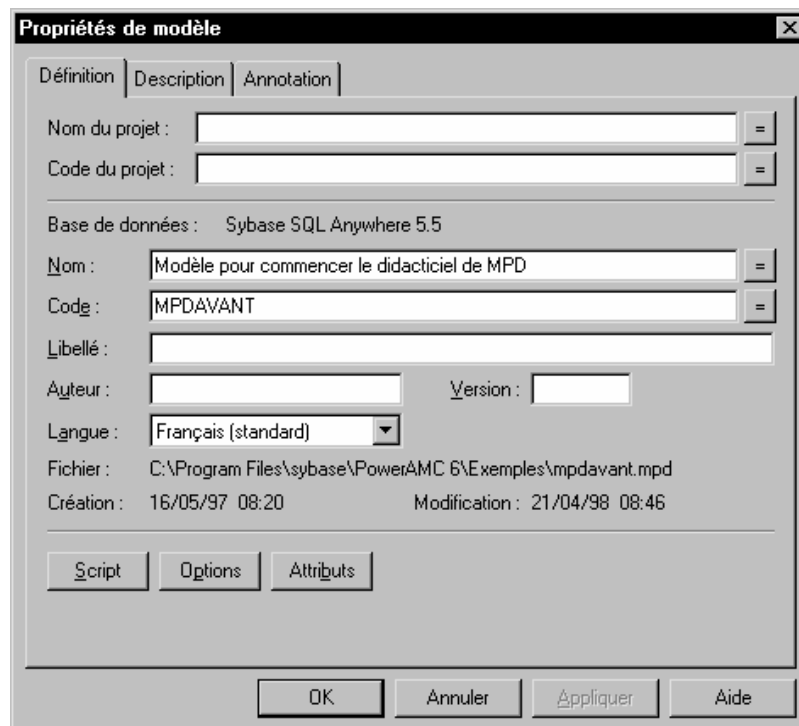 Propriétés de modèle
Définition Description Annotation
Nom du projet : =
Code du projet : =
Base de données : Sybase SQL Anywhere 5.5
Nom : Modèle pour commencer le didacticiel de MPD =
Code : MPDAVANT =
Libellé :
Auteur : Version :
Langue : Français (standard)
Fichier : C:\Program Files\sybase\PowerAMC 6\Exemples\mpdavant.mpd
Création : 16/05/97 08:20 Modification : 21/04/98 08:46
Script Options Attributs
OK Annuler Appliquer Aide